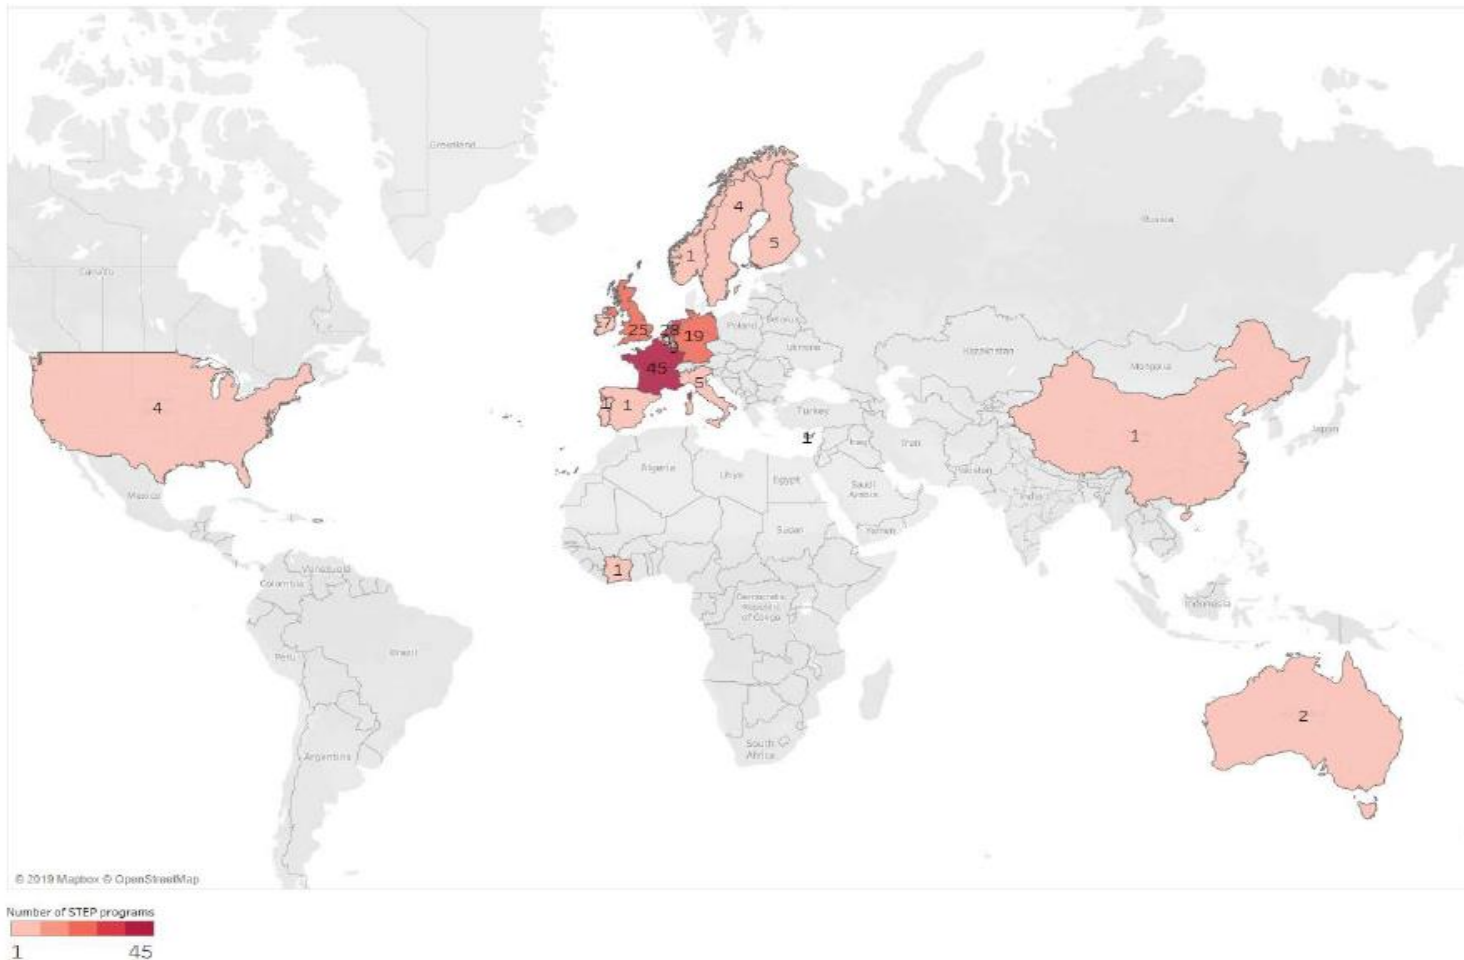 Greenland
Russia
Canada
4
5
1
7
25
28
19
Poland
Belarus
Ukraine
Kazakhstan
Mongolia
45
5
4
1
1
Turkey
1
1
Japan
Iraq
Iran
Algeria
Libya
Egypt
Saudi
Arabia
Pakistan
India
Mexico
Sudan
Yemen
1
Venezuela
Colombia
Democratic
Republic
of Congo
Indonesia
Peru
Brazil
2
South
Africa
Argentina
© 2019 Mapbox © OpenStreetMap
Number of STEP programs
1
45